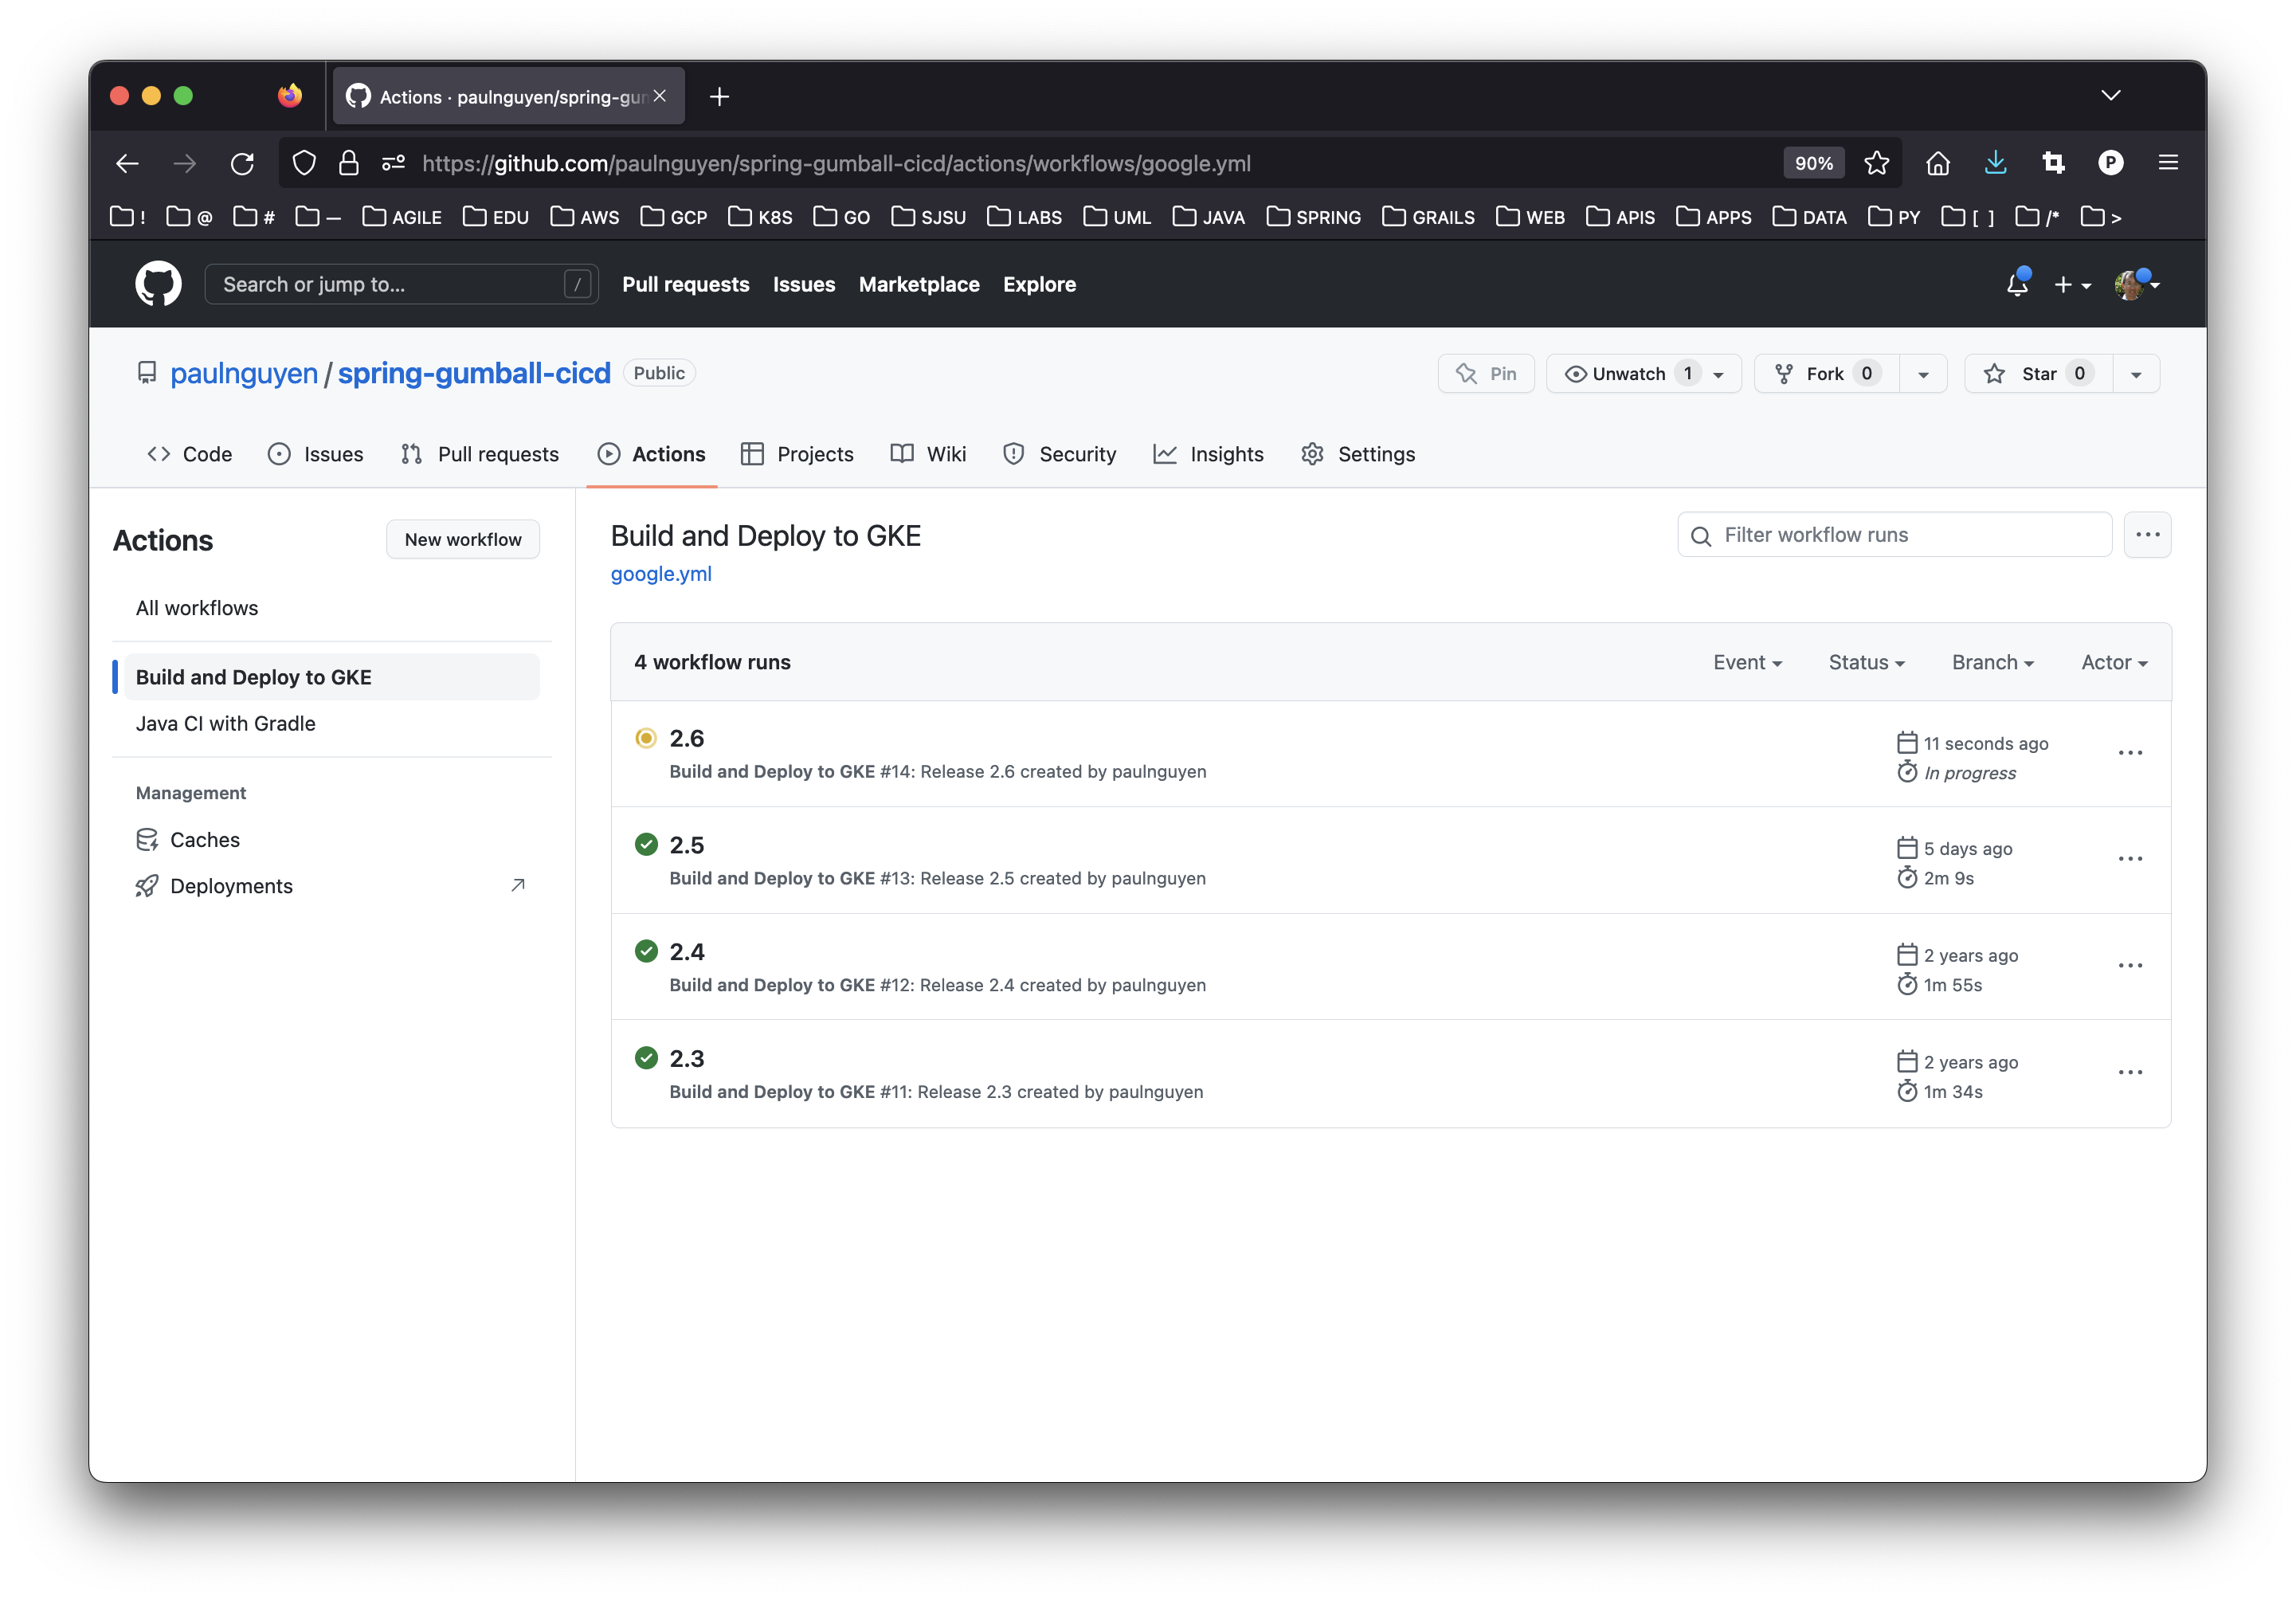 Actions · paulnguyen/spring-gu
https://github.com/paulnguyen/spring-gumball-cicd/actions/workflows/google.yml 90% P
! @ # — AGILE EDU AWS GCP K8S GO SJSU LABS UML JAVA SPRING GRAILS WEB APIS APPS DATA PY [ ] /* >
Search or jump to... / Pull requests Issues Marketplace Explore
paulnguyen / spring-gumball-cicd Public Pin Unwatch 1 Fork 0 Star 0
Code Issues Pull requests Actions Projects Wiki Security Insights Settings
Actions New workflow
All workflows
Build and Deploy to GKE
Java CI with Gradle
Management
Caches
Deployments
Build and Deploy to GKE
google.yml
Filter workflow runs
4 workflow runs Event Status Branch Actor
2.6
Build and Deploy to GKE #14: Release 2.6 created by paulnguyen
11 seconds ago
In progress
2.5
Build and Deploy to GKE #13: Release 2.5 created by paulnguyen
5 days ago
2m 9s
2.4
Build and Deploy to GKE #12: Release 2.4 created by paulnguyen
2 years ago
1m 55s
2.3
Build and Deploy to GKE #11: Release 2.3 created by paulnguyen
2 years ago
1m 34s